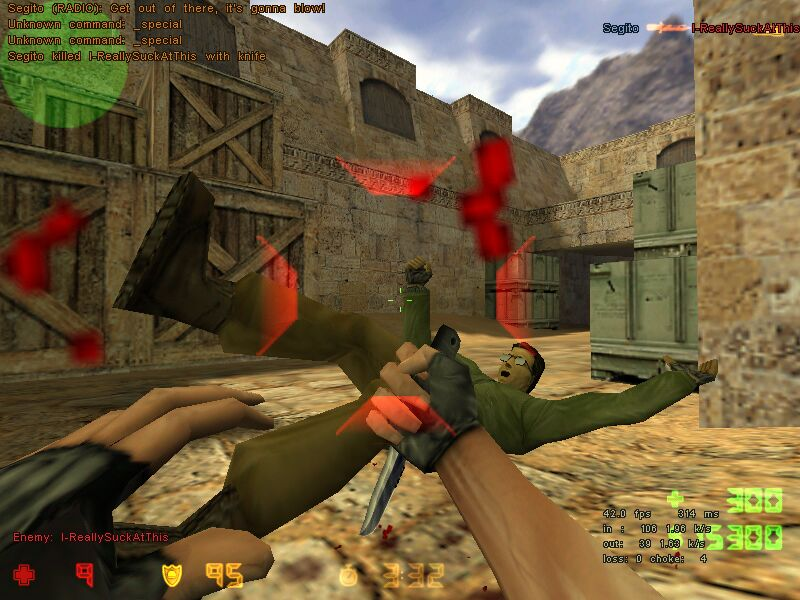 Segito (RADIO): Get out of there, it's gonna blow!
Unknown command: _special
Unknown command: _special
Segito killed I-ReallySuckAtThis with knife
Segito I-ReallySuckAtThis
Enemy: I-ReallySuckAtThis
9 95 3:32
300
5300
42.0 fps 314 ms
in : 106 1.96 k/s
out: 39 1.63 k/s
loss: 0 choke: 4